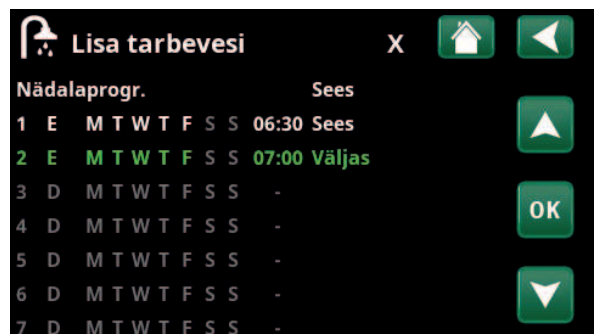 Lisa tarbevesi X
Nädalaprogr. Sees
1 E M T W T F S S 06:30 Sees
2 E M T W T F S S 07:00 Väljas
3 D M T W T F S S -
4 D M T W T F S S -
OK
5 D M T W T F S S -
6 D M T W T F S S -
7 D M T W T F S S -